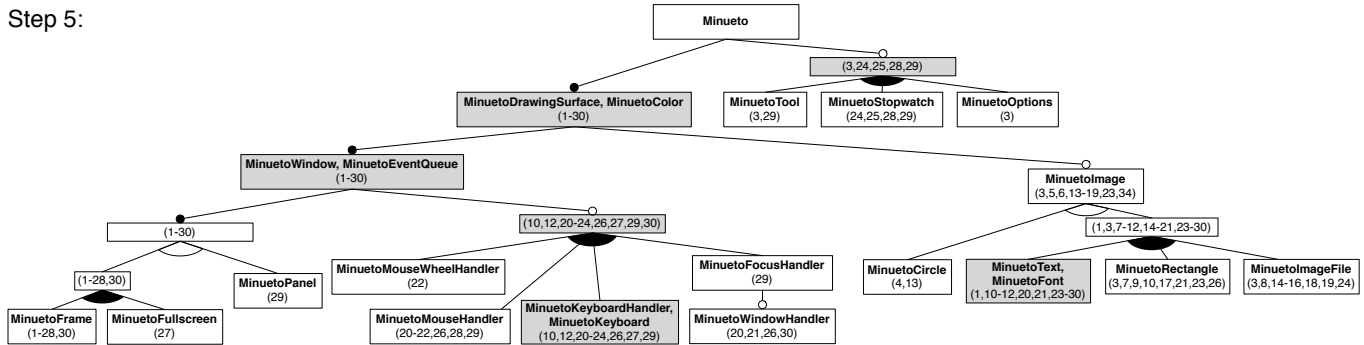 Step 5:
Minueto
(3,24,25,28,29)
MinuetoDrawingSurface, MinuetoColor
(1-30)
MinuetoTool
(3,29)
MinuetoStopwatch
(24,25,28,29)
MinuetoOptions
(3)
MinuetoWindow, MinuetoEventQueue
(1-30)
MinuetoImage
(3,5,6,13-19,23,34)
(1-30)
(10,12,20-24,26,27,29,30)
(1,3,7-12,14-21,23-30)
(1-28,30)
MinuetoPanel
(29)
MinuetoMouseWheelHandler
(22)
MinuetoFocusHandler
(29)
MinuetoCircle
(4,13)
MinuetoText,
MinuetoFont
(1,10-12,20,21,23-30)
MinuetoRectangle
(3,7,9,10,17,21,23,26)
MinuetoImageFile
(3,8,14-16,18,19,24)
MinuetoFrame
(1-28,30)
MinuetoFullscreen
(27)
MinuetoMouseHandler
(20-22,26,28,29)
MinuetoKeyboardHandler,
MinuetoKeyboard
(10,12,20-24,26,27,29)
MinuetoWindowHandler
(20,21,26,30)